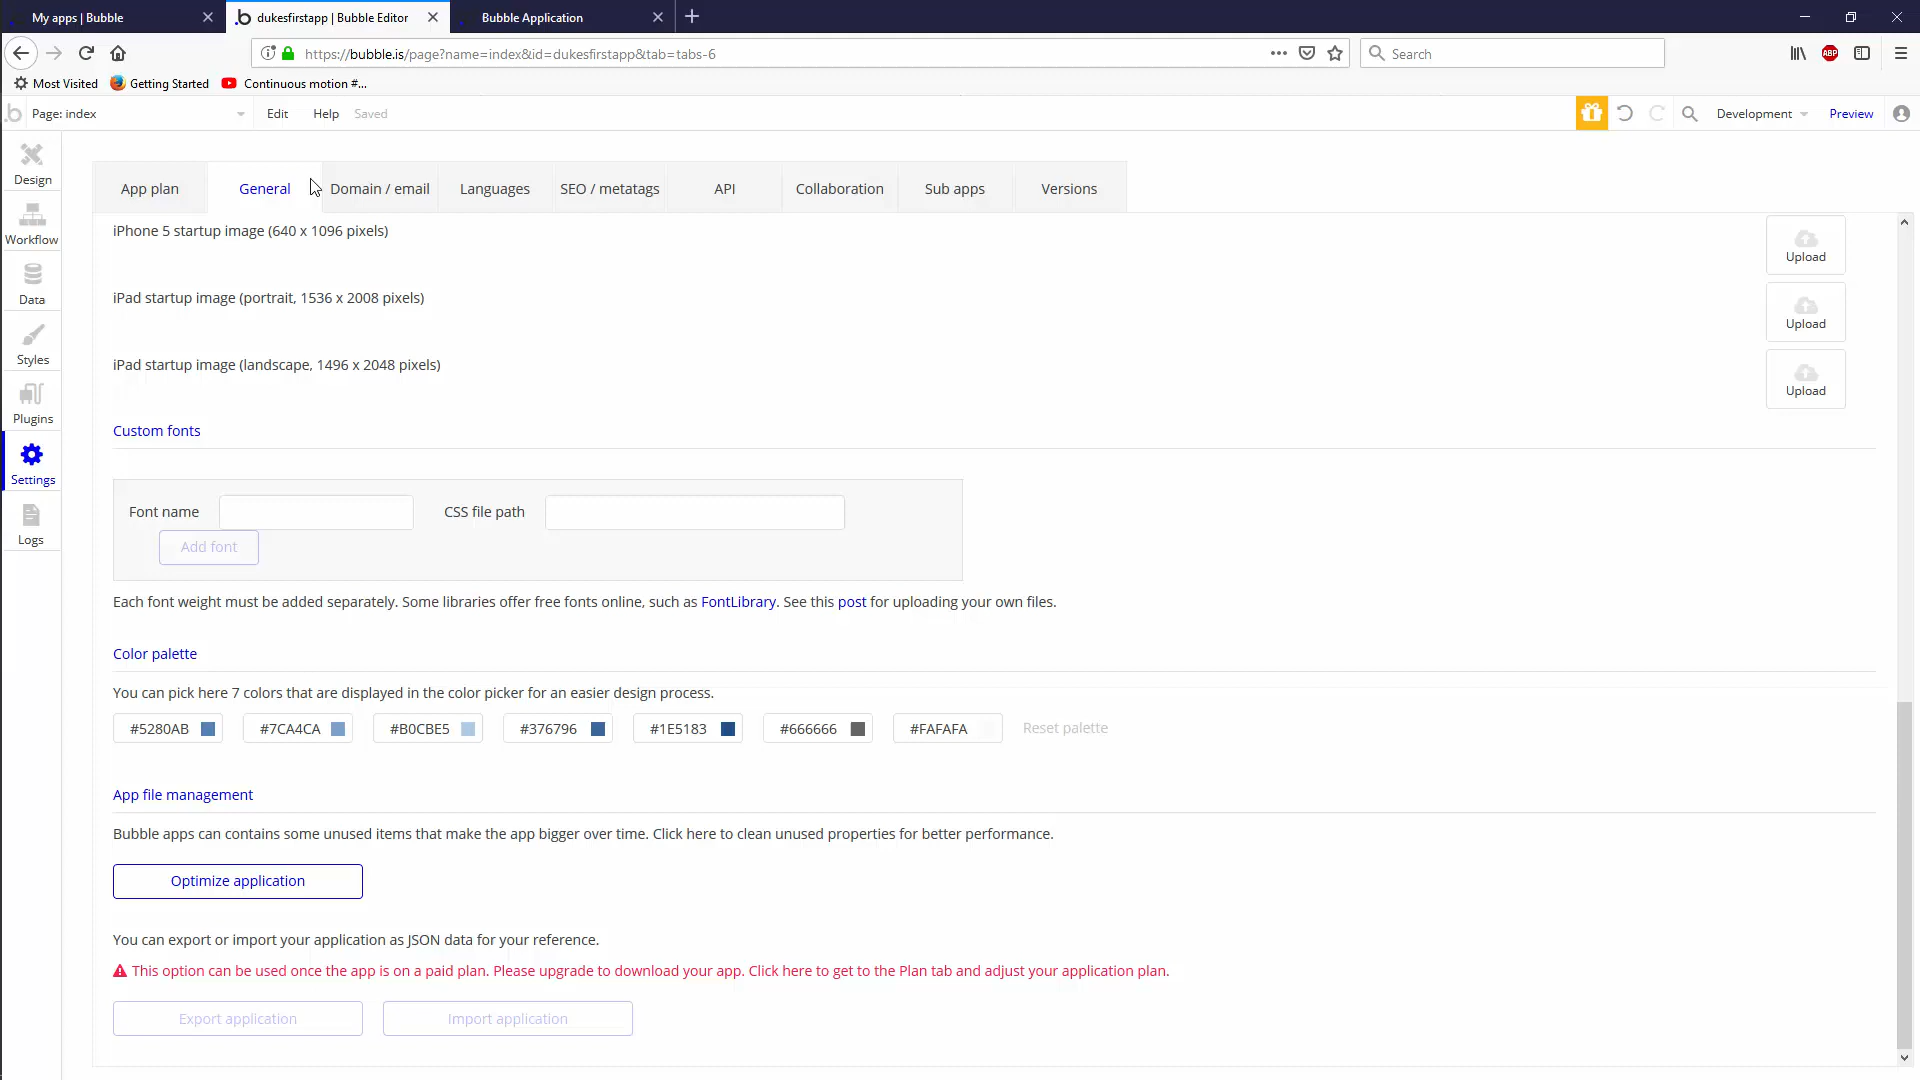 My apps | Bubble
dukesfirstapp | Bubble Editor
Bubble Application
https://bubble.is/page?name=index&id=dukesfirstapp&tab=tabs-6
Search
ABP
Most Visited
Getting Started
Continuous motion #...
Page: index
Edit
Help
Saved
Development
Preview
Design
Workflow
Data
Styles
Plugins
Settings
Logs
App plan
General
Domain / email
Languages
SEO / metatags
API
Collaboration
Sub apps
Versions
iPhone 5 startup image (640 x 1096 pixels)
Upload
iPad startup image (portrait, 1536 x 2008 pixels)
Upload
iPad startup image (landscape, 1496 x 2048 pixels)
Upload
Custom fonts
Font name
CSS file path
Add font
Each font weight must be added separately. Some libraries offer free fonts online, such as FontLibrary. See this post for uploading your own files.
Color palette
You can pick here 7 colors that are displayed in the color picker for an easier design process.
#5280AB
#7CA4CA
#B0CBE5
#376796
#1E5183
#666666
#FAFAFA
Reset palette
App file management
Bubble apps can contains some unused items that make the app bigger over time. Click here to clean unused properties for better performance.
Optimize application
You can export or import your application as JSON data for your reference.
This option can be used once the app is on a paid plan. Please upgrade to download your app. Click here to get to the Plan tab and adjust your application plan.
Export application
Import application